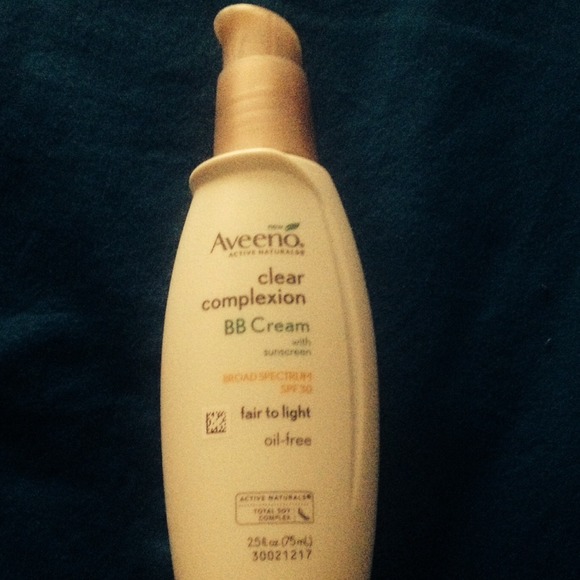 new
Aveeno®
ACTIVE NATURALS®
clear
complexion
BB Cream
with
sunscreen
BROAD SPECTRUM
SPF 30
fair to light
oil-free
ACTIVE NATURALS®
TOTAL SOY
COMPLEX
2.5 fl. oz. (75 mL)
30021217